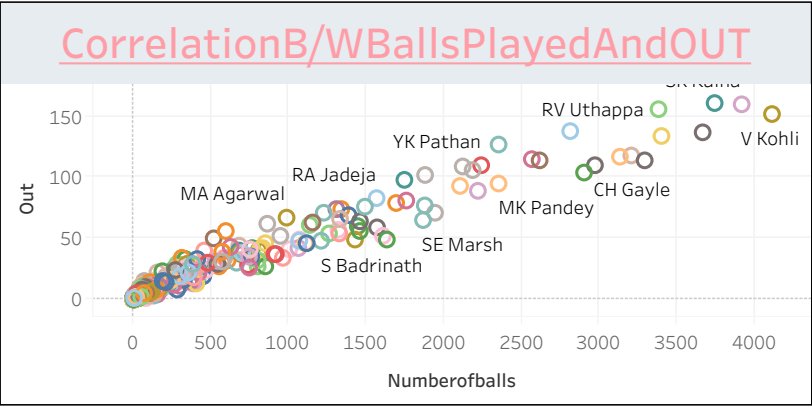 CorrelationB/WBallsPlayedAndOUT
150
100
50
0
Out
RV Uthappa
V Kohli
YK Pathan
RA Jadeja
CH Gayle
MA Agarwal
MK Pandey
SE Marsh
S Badrinath
0 500 1000 1500 2000 2500 3000 3500 4000
Numberofballs